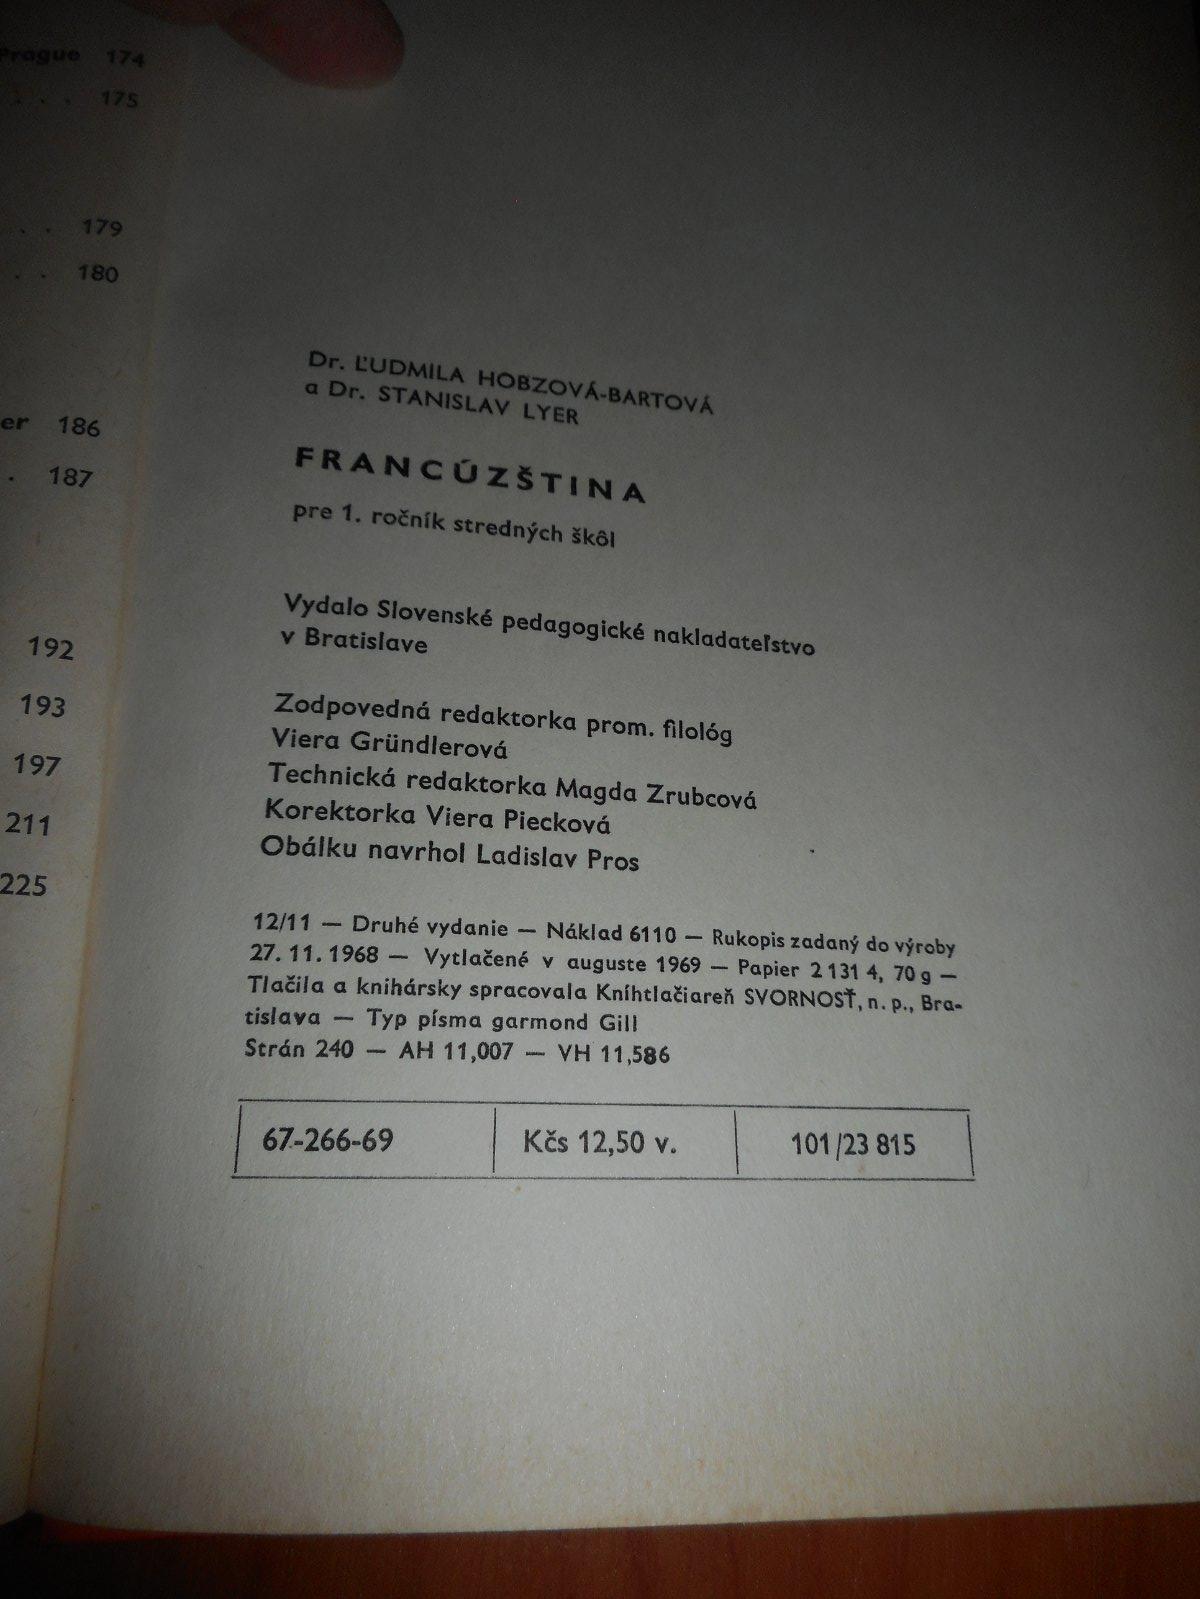 Prague 174
. . . 175
. . 179
. . 180
er 186
. 187
192
193
197
211
225
Dr. ĽUDMILA HOBZOVÁ-BARTOVÁ
a Dr. STANISLAV LYER
FRANCÚZŠTINA
pre 1. ročník stredných škôl
Vydalo Slovenské pedagogické nakladateľstvo
v Bratislave
Zodpovedná redaktorka prom. filológ
Viera Gründlerová
Technická redaktorka Magda Zrubcová
Korektorka Viera Piecková
Obálku navrhol Ladislav Pros
12/11 — Druhé vydanie — Náklad 6110 — Rukopis zadaný do výroby
27. 11. 1968 — Vytlačené v auguste 1969 — Papier 2 131 4, 70 g —
Tlačila a knihársky spracovala Kníhtlačiareň SVORNOSŤ, n. p., Bra-
tislava — Typ písma garmond Gill
Strán 240 — AH 11,007 — VH 11,586
67-266-69 Kčs 12,50 v. 101/23 815